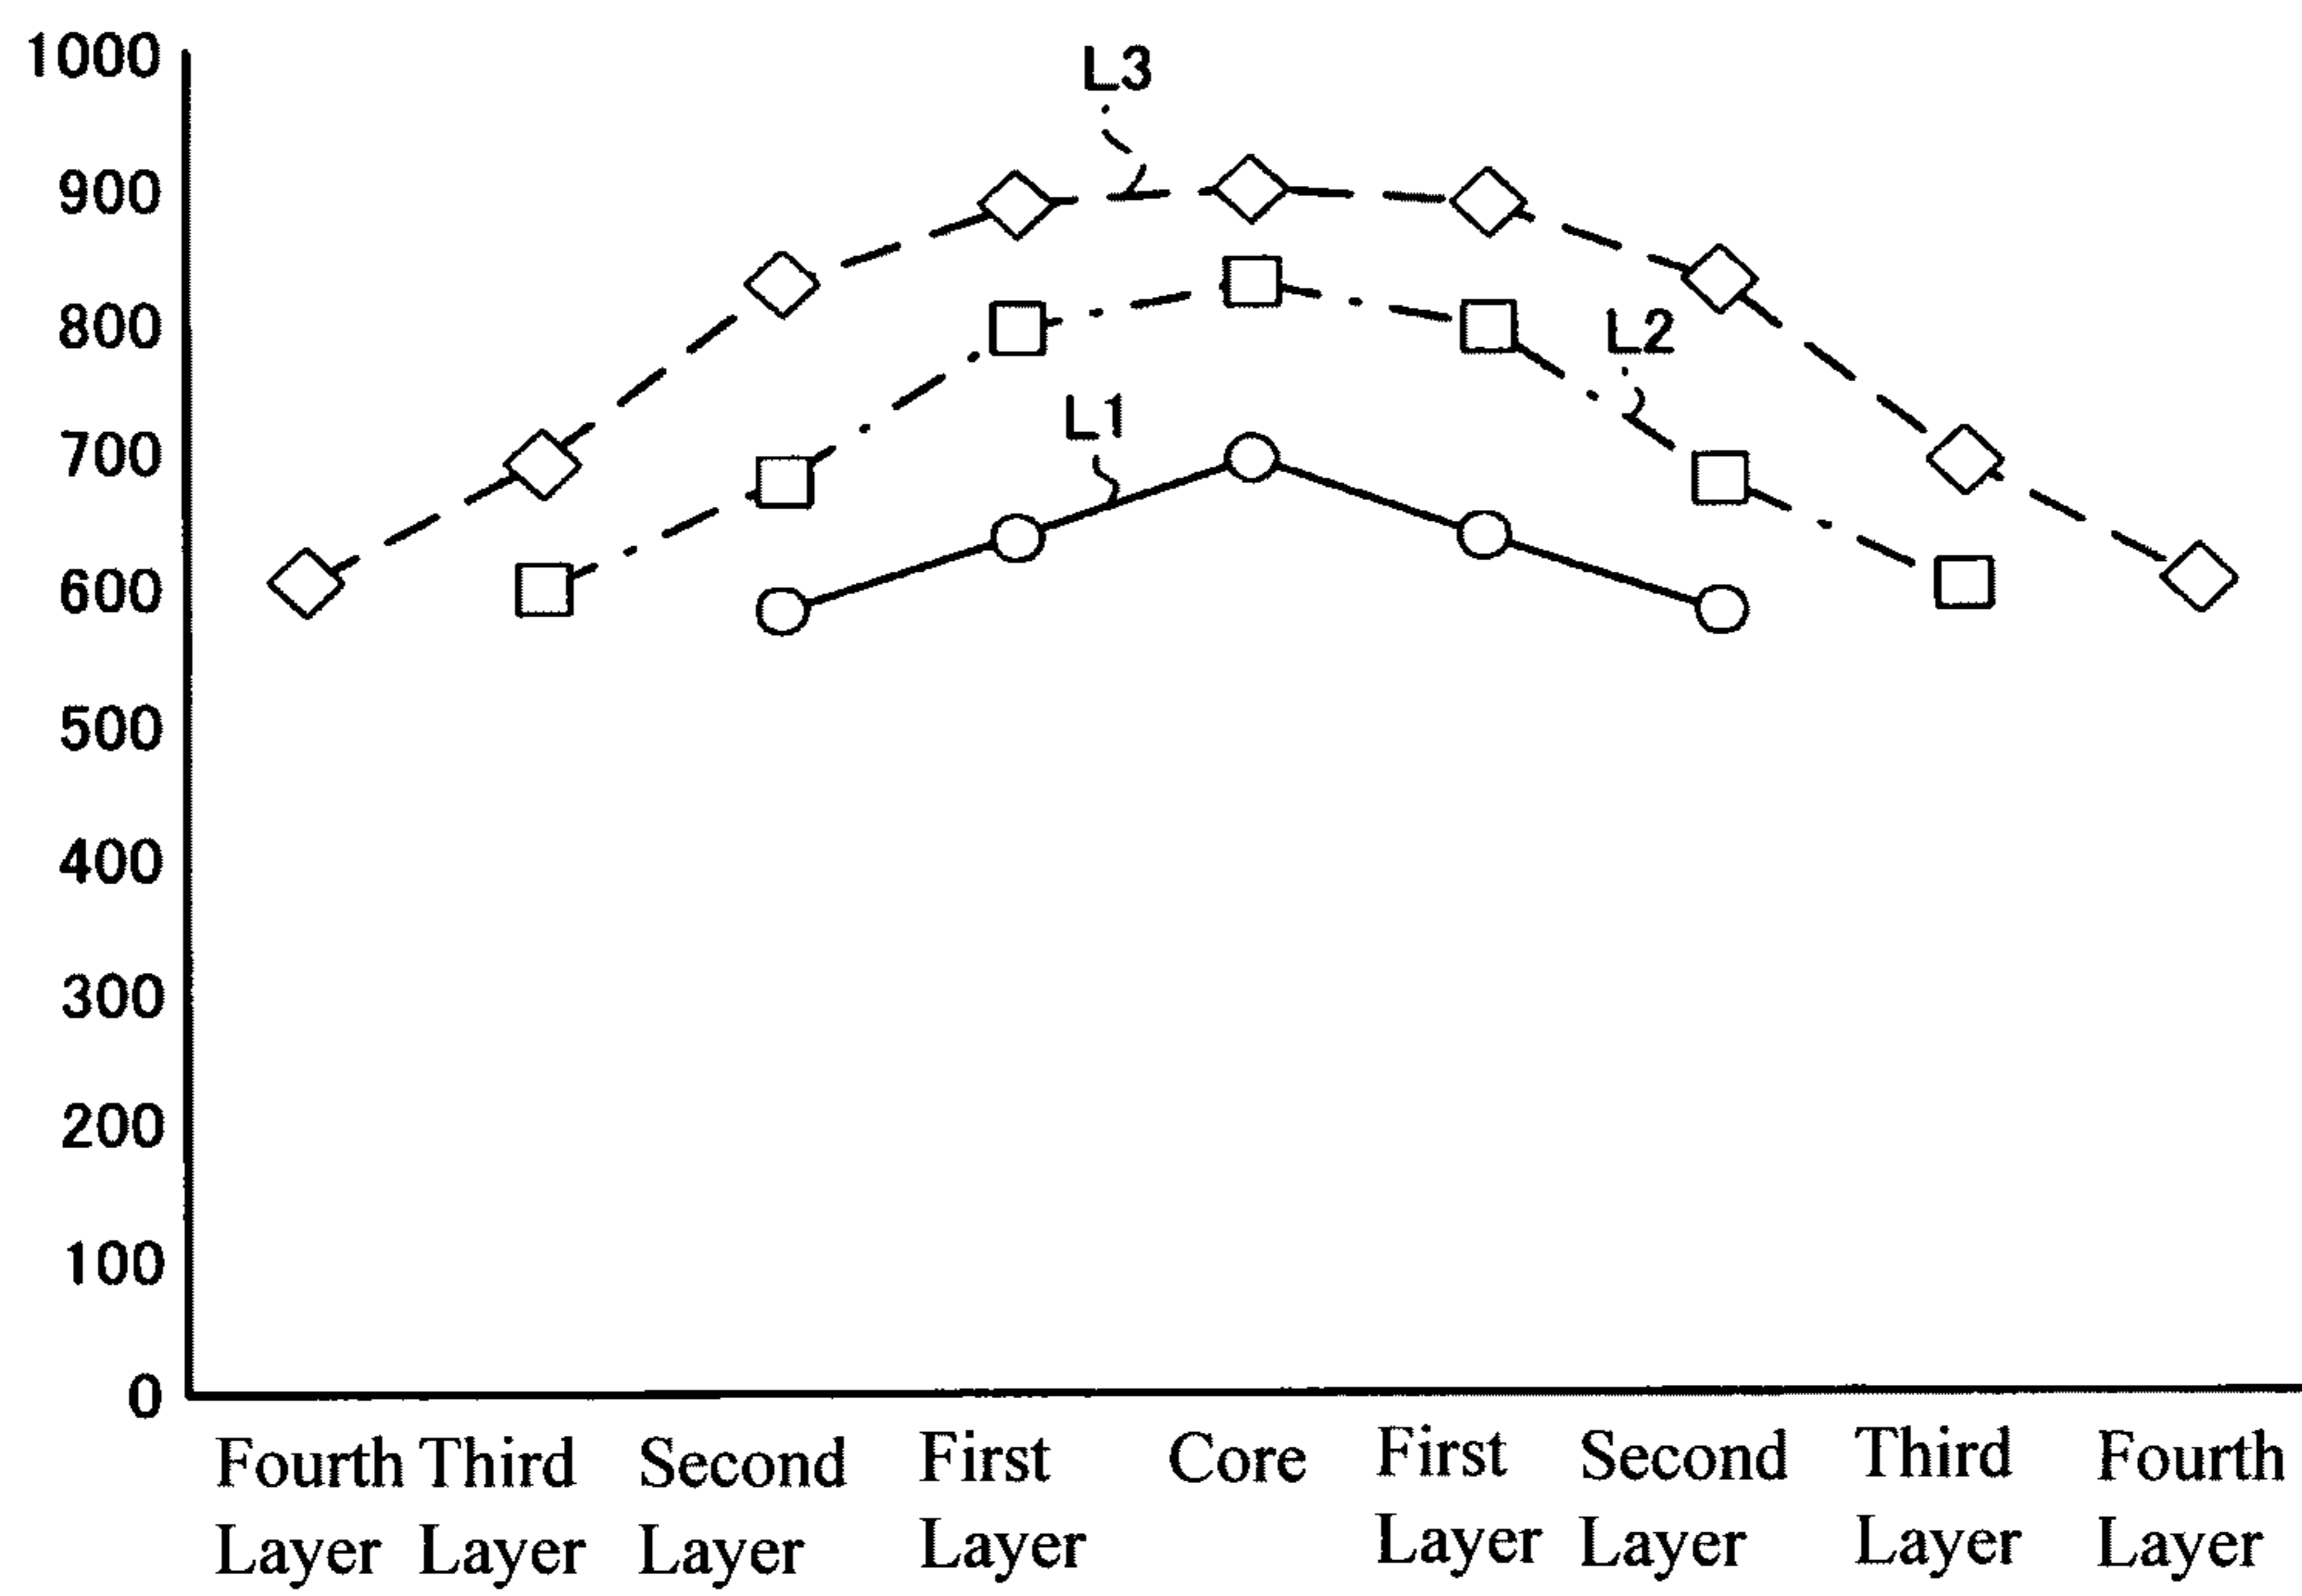 1000
L3
900
800
L2
L1
700
600
500
400
300
200
100
0
Fourth Third Second First Core First Second Third Fourth
Layer Layer Layer Layer Layer Layer Layer Layer